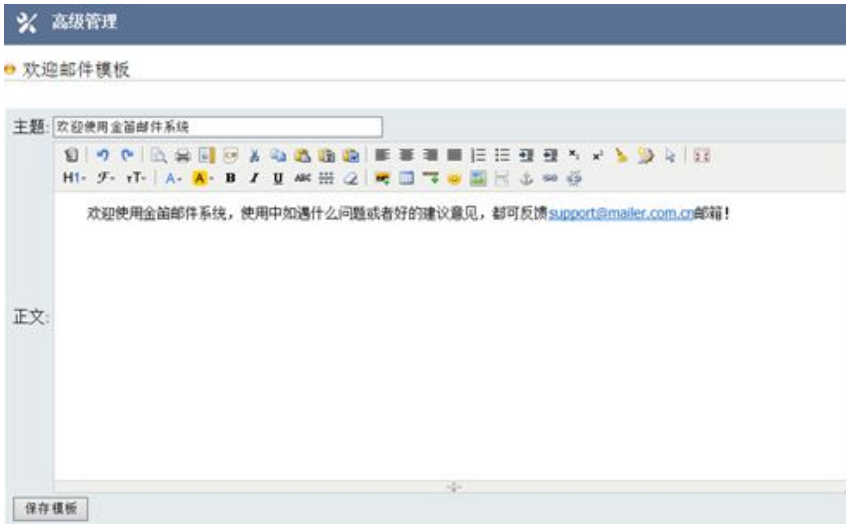 高级管理
欢迎邮件模板
主题:
欢迎使用金笛邮件系统
H1 F TT A A B I U ABC
欢迎使用金笛邮件系统，使用中如遇什么问题或者好的建议意见，都可反馈support@mailer.com.cn邮箱！
正文:
保存模板